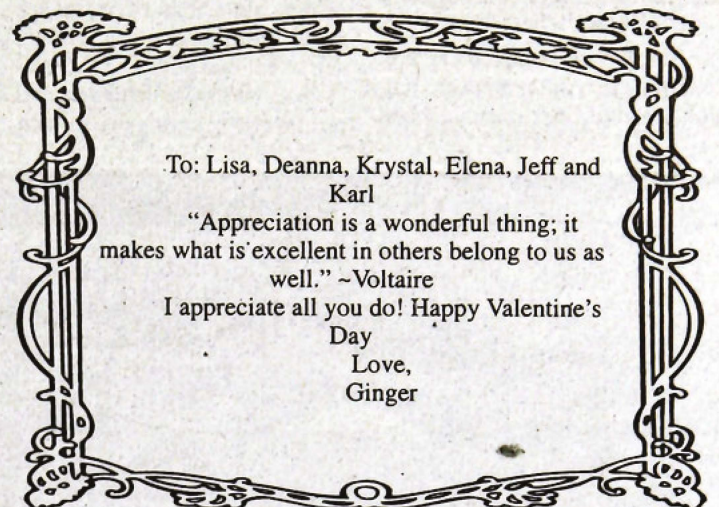 To: Lisa, Deanna, Krystal, Elena, Jeff and
Karl
“Appreciation is a wonderful thing; it
makes what is excellent in others belong to us as
well.” ~Voltaire
I appreciate all you do! Happy Valentine’s
Day
Love,
Ginger